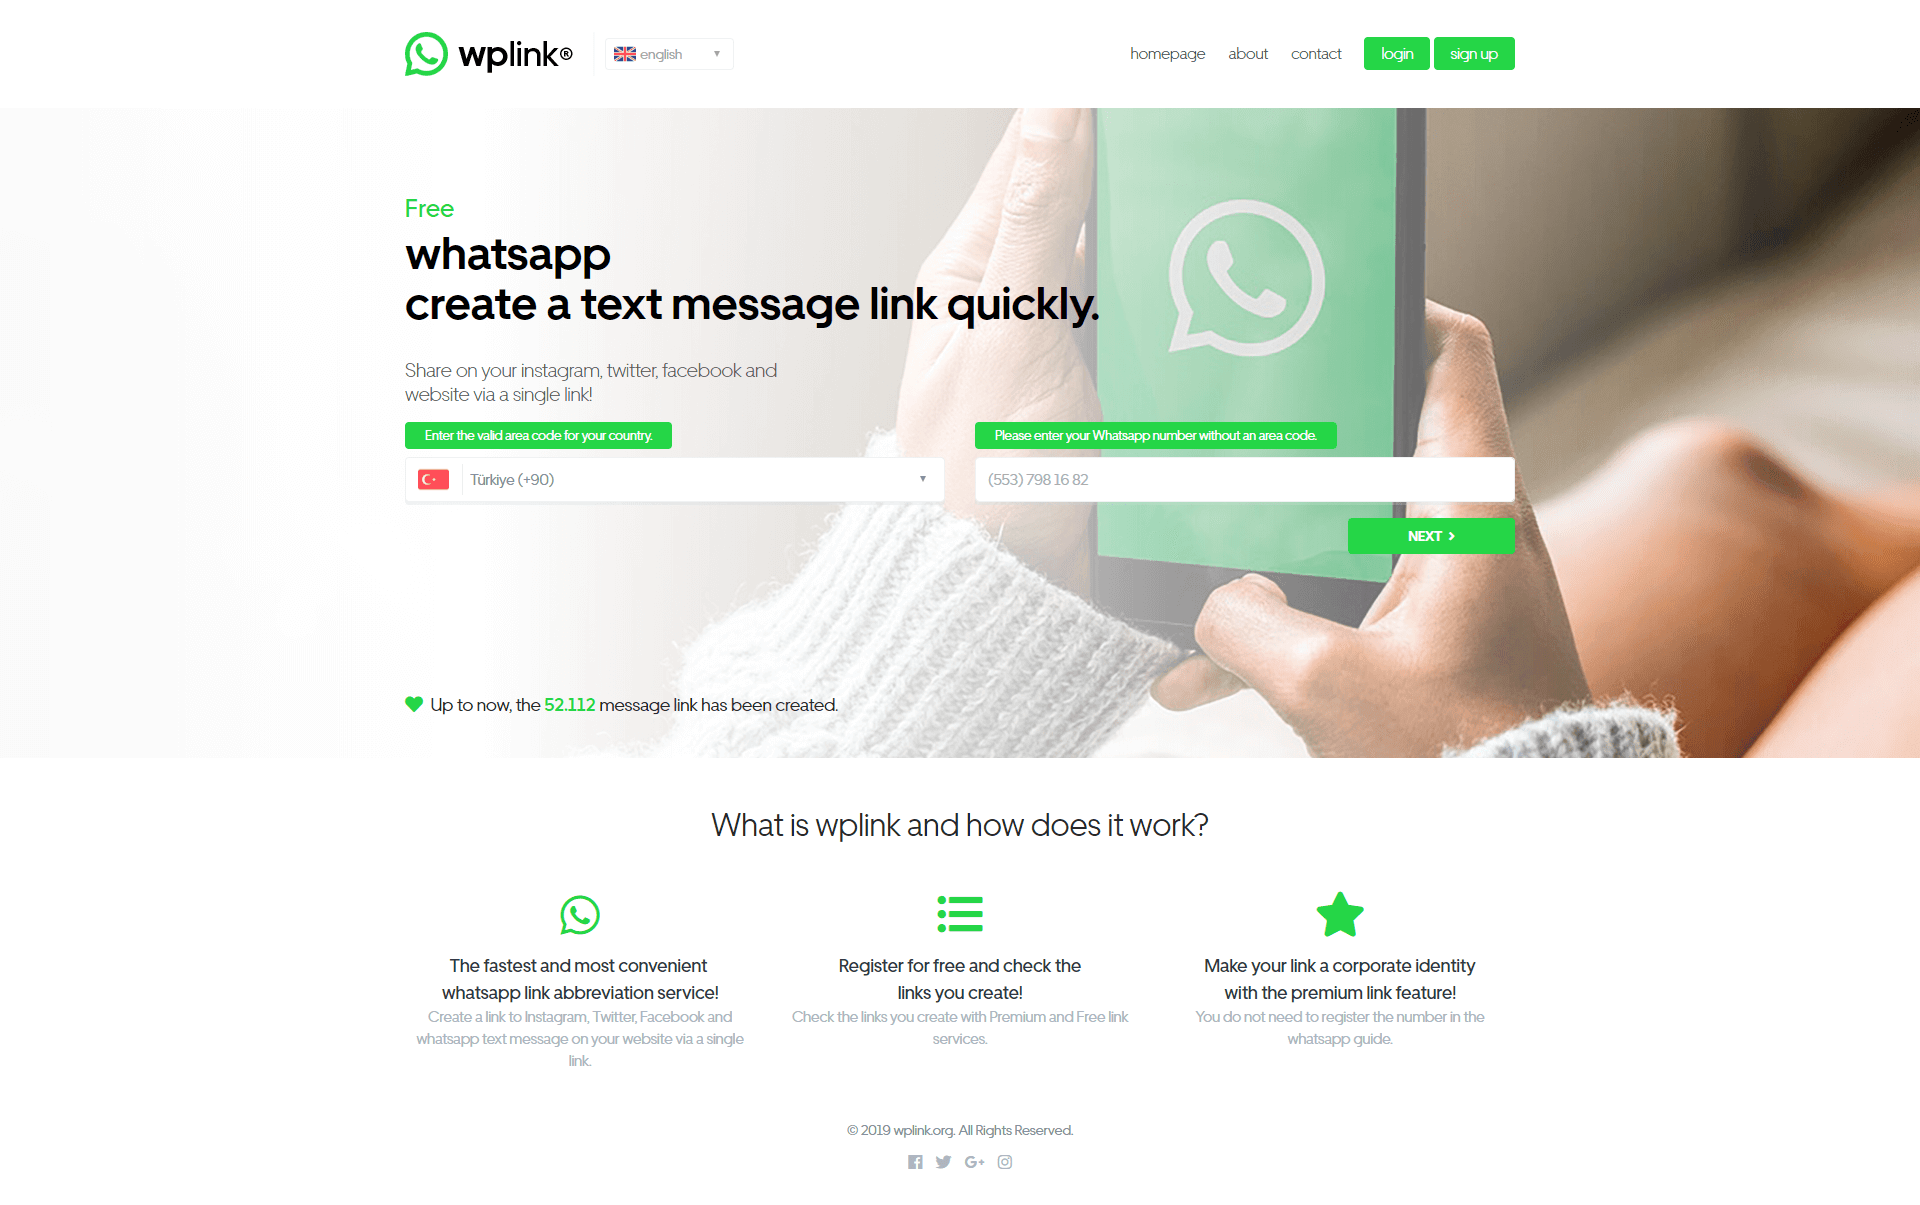 wplink®
english
homepage
about
contact
login
sign up
Free
whatsapp
create a text message link quickly.
Share on your instagram, twitter, facebook and
website via a single link!
Enter the valid area code for your country.
Türkiye (+90)
Please enter your Whatsapp number without an area code.
(553) 798 16 82
NEXT
Up to now, the 52.112 message link has been created.
What is wplink and how does it work?
The fastest and most convenient
whatsapp link abbreviation service!
Create a link to Instagram, Twitter, Facebook and
whatsapp text message on your website via a single
link.
Register for free and check the
links you create!
Check the links you create with Premium and Free link
services.
Make your link a corporate identity
with the premium link feature!
You do not need to register the number in the
whatsapp guide.
© 2019 wplink.org. All Rights Reserved.